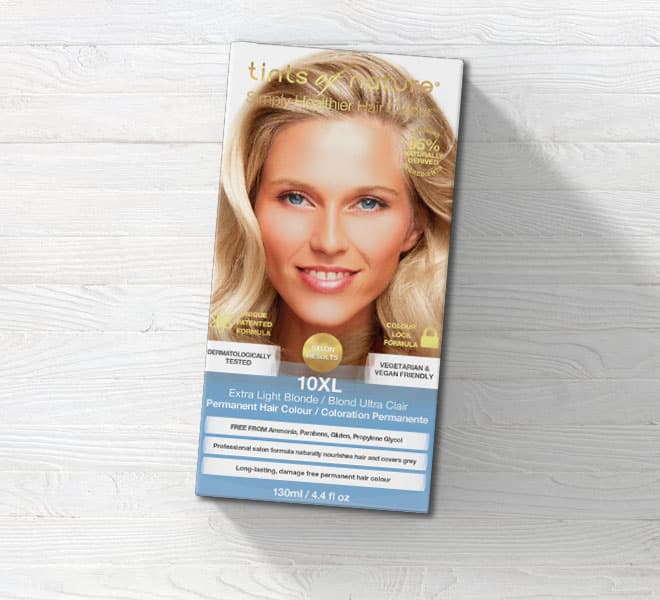 tints of nature®
Simply Healthier Hair Colour
95%
NATURALLY
DERIVED
INGREDIENTS
UNIQUE
PATENTED
FORMULA
COLOUR
LOCK
FORMULA
SALON
RESULTS
DERMATOLOGICALLY
TESTED
VEGETARIAN &
VEGAN FRIENDLY
10XL
Extra Light Blonde / Blond Ultra Clair
Permanent Hair Colour / Coloration Permanente
FREE FROM Ammonia, Parabens, Gluten, Propylene Glycol
Professional salon formula naturally nourishes hair and covers grey
Long-lasting, damage free permanent hair colour
130ml / 4.4 fl oz